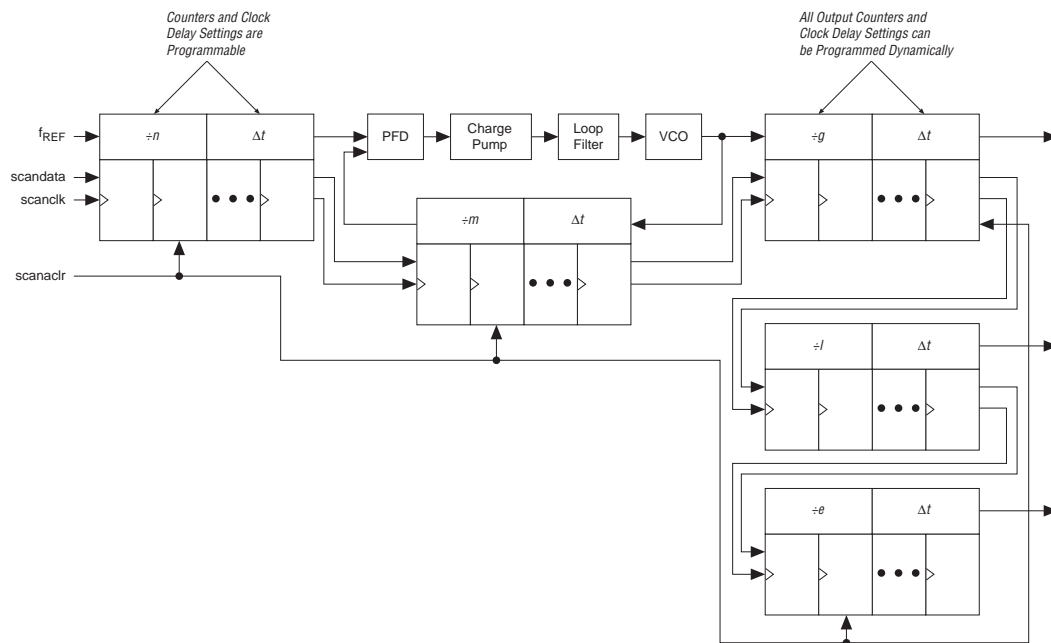 Counters and Clock
Delay Settings are
Programmable
All Output Counters and
Clock Delay Settings can
be Programmed Dynamically
fREF
÷n
Δt
PFD
Charge
Pump
Loop
Filter
VCO
÷g
Δt
scandata
scanclk
÷m
Δt
scanaclr
÷l
Δt
÷e
Δt